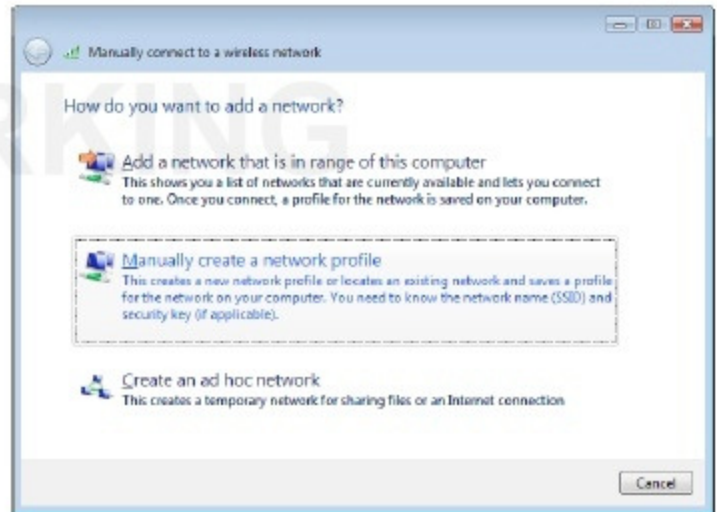 Manually connect to a wireless network
RKING
How do you want to add a network?
Add a network that is in range of this computer
This shows you a list of networks that are currently available and lets you connect
to one. Once you connect, a profile for the network is saved on your computer.
Manually create a network profile
This creates a new network profile or locates an existing network and saves a profile
for the network on your computer. You need to know the network name (SSID) and
security key (if applicable).
Create an ad hoc network
This creates a temporary network for sharing files or an Internet connection
Cancel